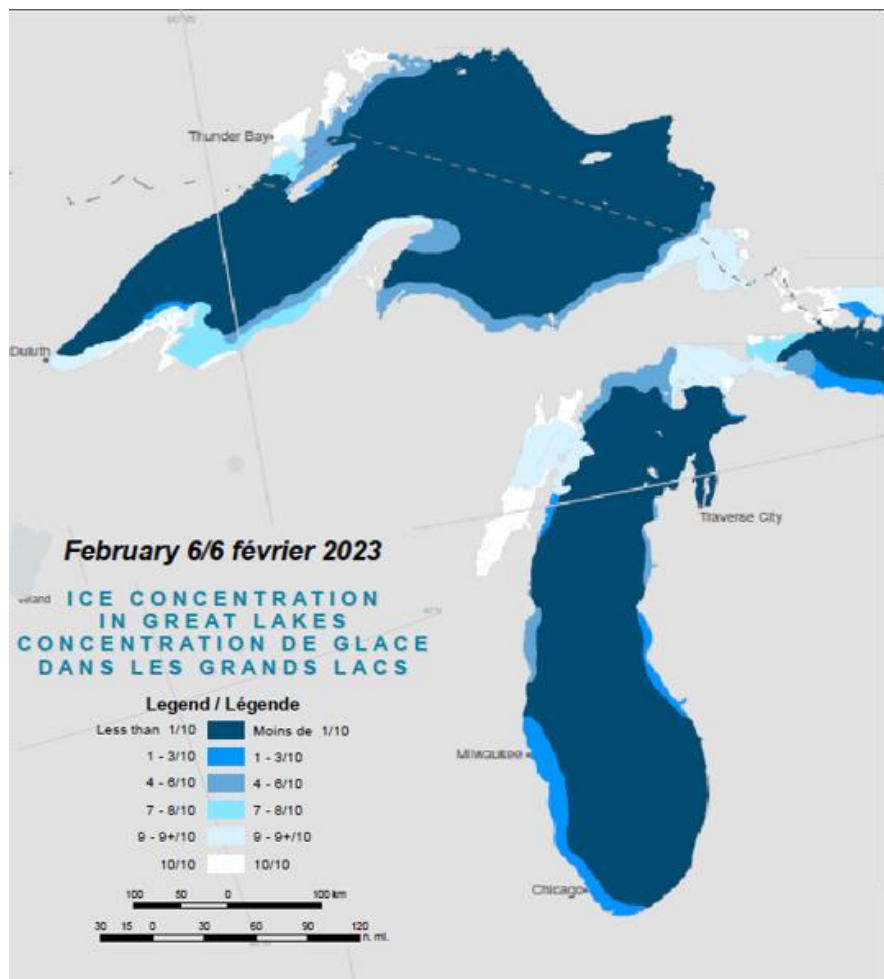 Thunder Bay
Duluth
Traverse City
February 6/6 février 2023
ICE CONCENTRATION
IN GREAT LAKES
CONCENTRATION DE GLACE
DANS LES GRANDS LACS
Milwaukee
Chicago
Legend / Légende
Less than 1/10 Moins de 1/10
1 - 3/10 1 - 3/10
4 - 6/10 4 - 6/10
7 - 8/10 7 - 8/10
9 - 9+/10 9 - 9+/10
10/10 10/10
100 50 0 100 km
30 15 0 30 60 90 120
n. mi.